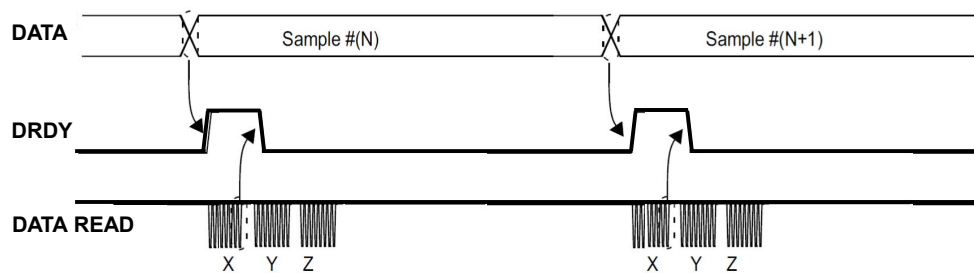 DATA
Sample #(N)
Sample #(N+1)
DRDY
DATA READ
X Y Z
X Y Z